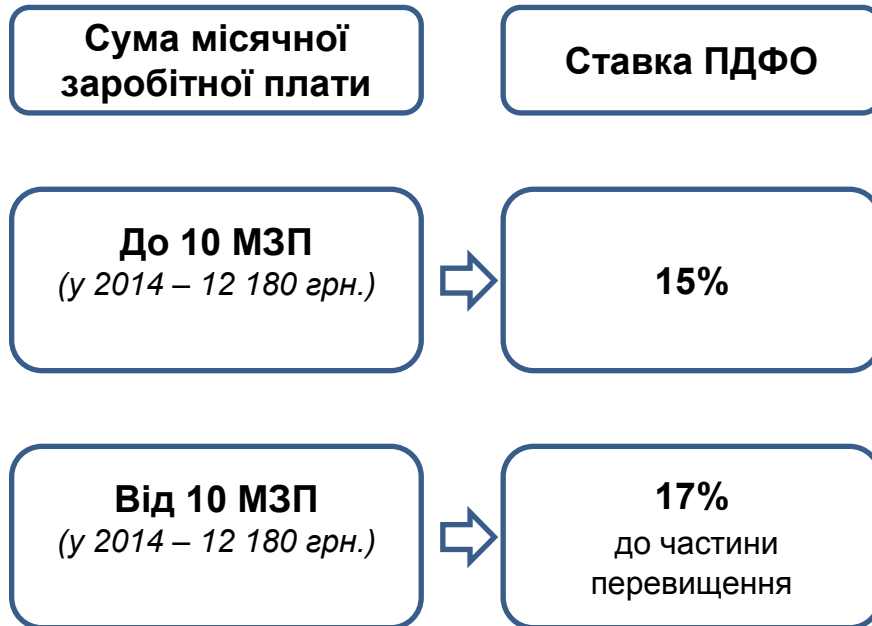 Сума місячної
заробітної плати
Ставка ПДФО
До 10 МЗП
(у 2014 – 12 180 грн.)
15%
Від 10 МЗП
(у 2014 – 12 180 грн.)
17%
до частини
перевищення